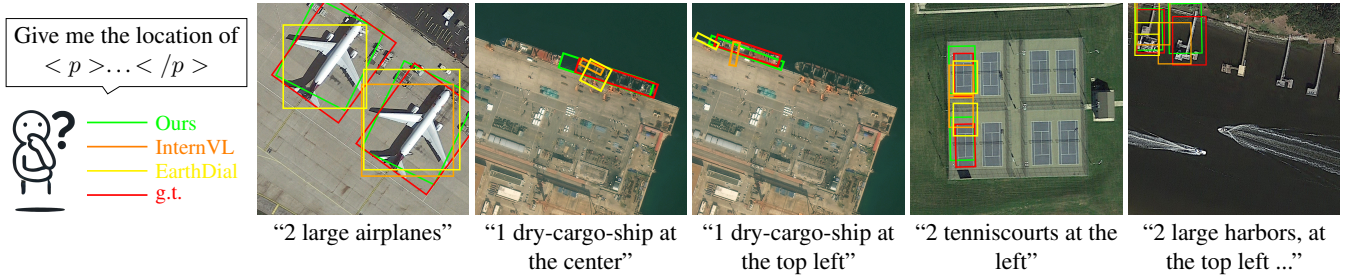 Give me the location of
< p >. . .< /p >
Ours
InternVL
EarthDial
g.t.
“2 large airplanes”
“1 dry-cargo-ship at
the center”
“1 dry-cargo-ship at
the top left”
“2 tenniscourts at the
left”
“2 large harbors, at
the top left ...”